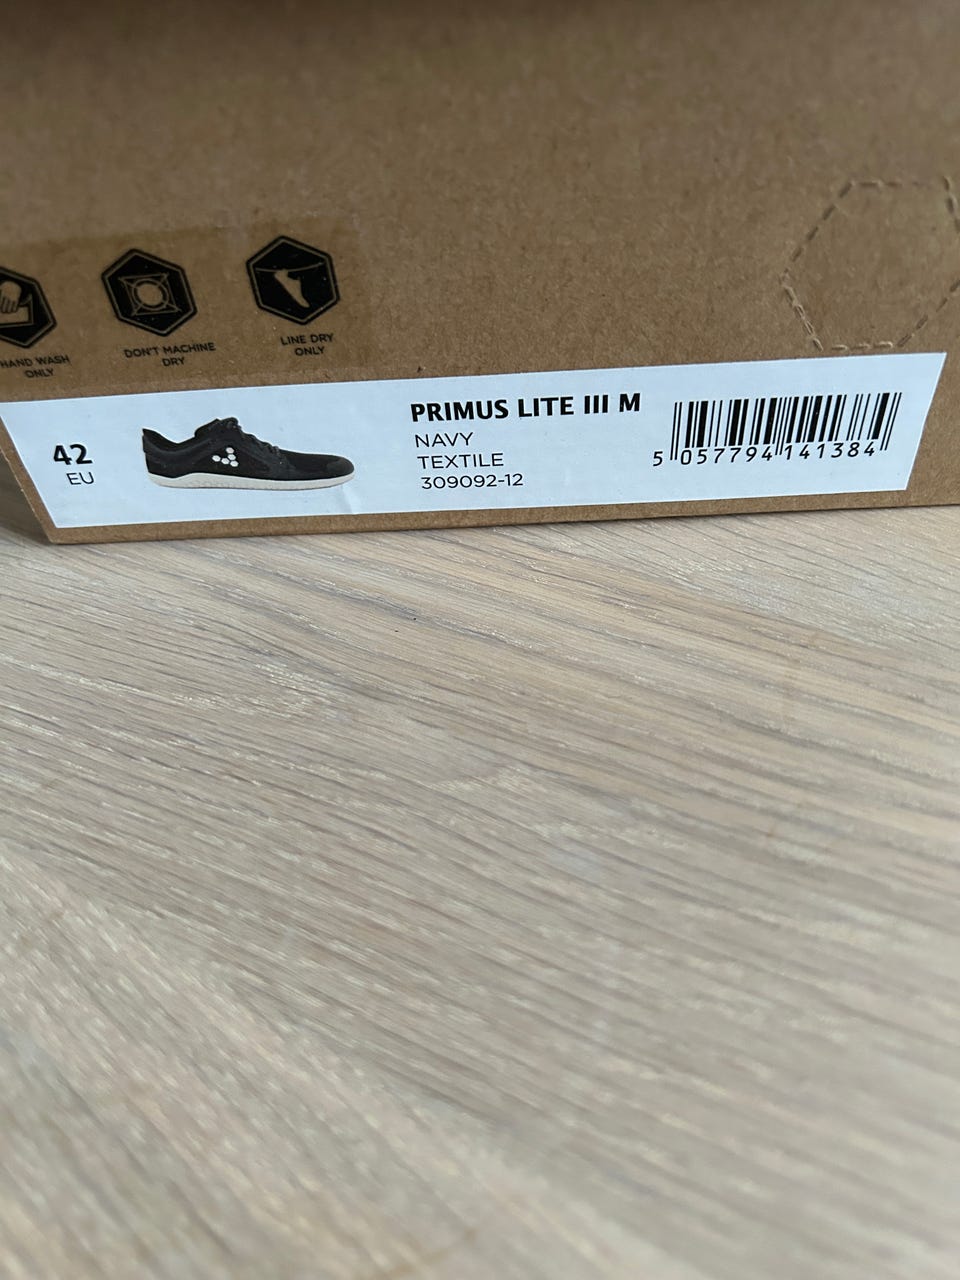 HAND WASH
ONLY
DON'T MACHINE
DRY
LINE DRY
ONLY
42
EU
PRIMUS LITE III M
NAVY
TEXTILE
309092-12
5 057794 141384